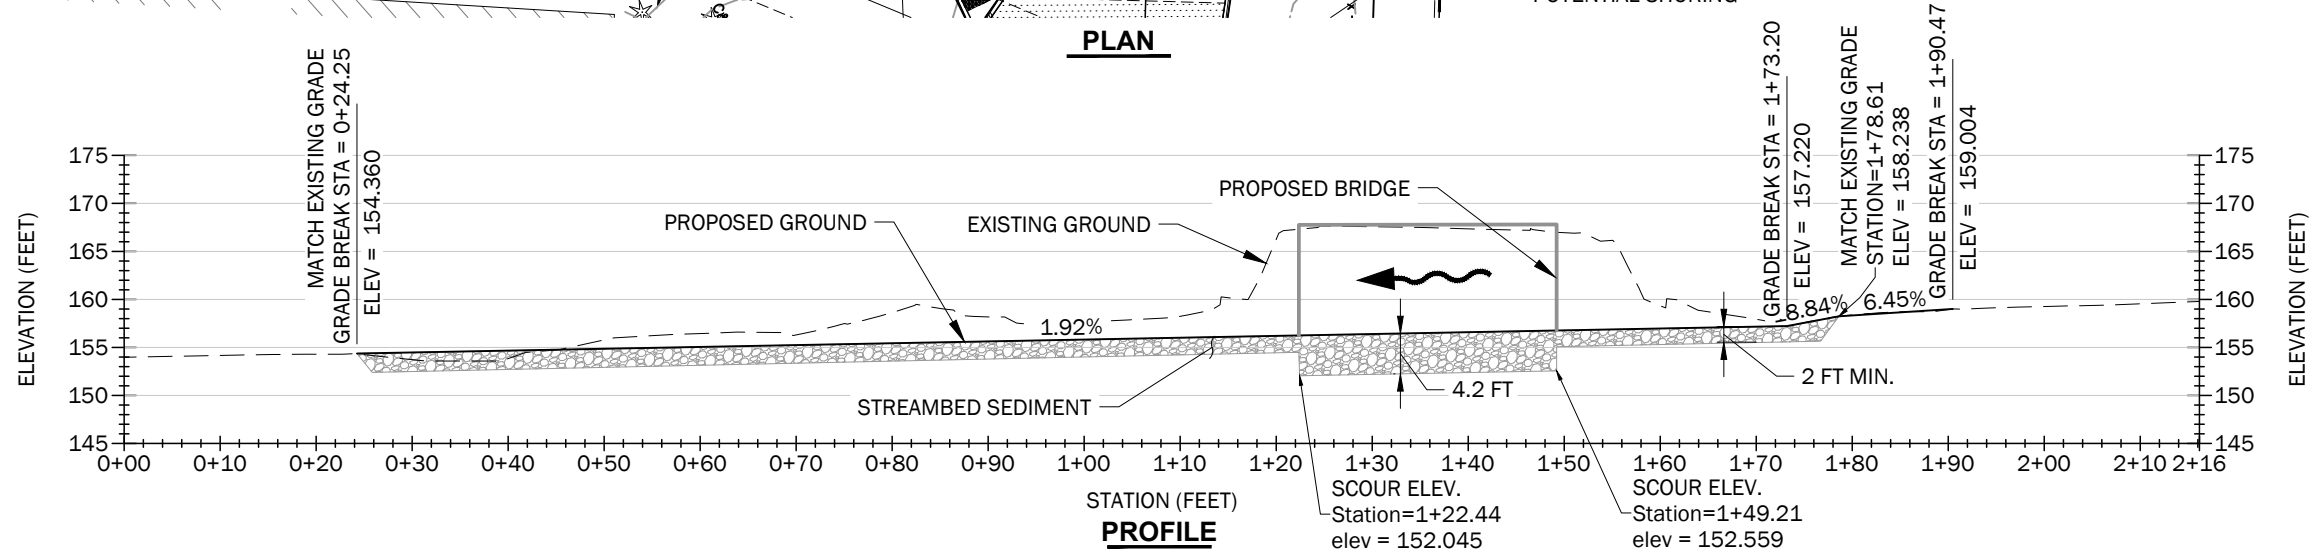 POTENTIAL SHORING
PLAN
MATCH EXISTING GRADE
GRADE BREAK STA = 0+24.25
ELEV = 154.360
GRADE BREAK STA = 1+73.20
ELEV = 157.220
MATCH EXISTING GRADE
STATION=1+78.61
ELEV = 158.238
GRADE BREAK STA = 1+90.47
ELEV = 159.004
ELEVATION (FEET)
175
170
165
160
155
150
145
PROPOSED GROUND
EXISTING GROUND
PROPOSED BRIDGE
1.92%
8.84%
6.45%
STREAMBED SEDIMENT
4.2 FT
2 FT MIN.
175
170
165
160
155
150
145
ELEVATION (FEET)
0+00 0+10 0+20 0+30 0+40 0+50 0+60 0+70 0+80 0+90 1+00 1+10 1+20 1+30 1+40 1+50 1+60 1+70 1+80 1+90 2+00 2+10 2+16
STATION (FEET)
PROFILE
SCOUR ELEV.
Station=1+22.44
elev = 152.045
SCOUR ELEV.
Station=1+49.21
elev = 152.559